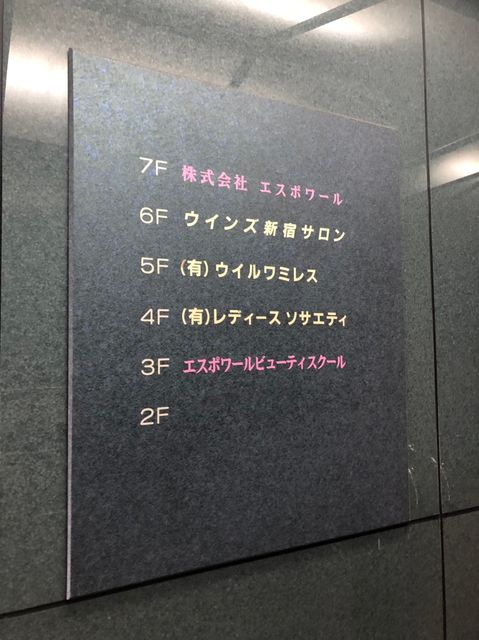 7F 株式会社 エスポワール
6F ウインズ新宿サロン
5F (有)ウイルワミレス
4F (有)レディース ソサエティ
3F エスポワールビューティスクール
2F